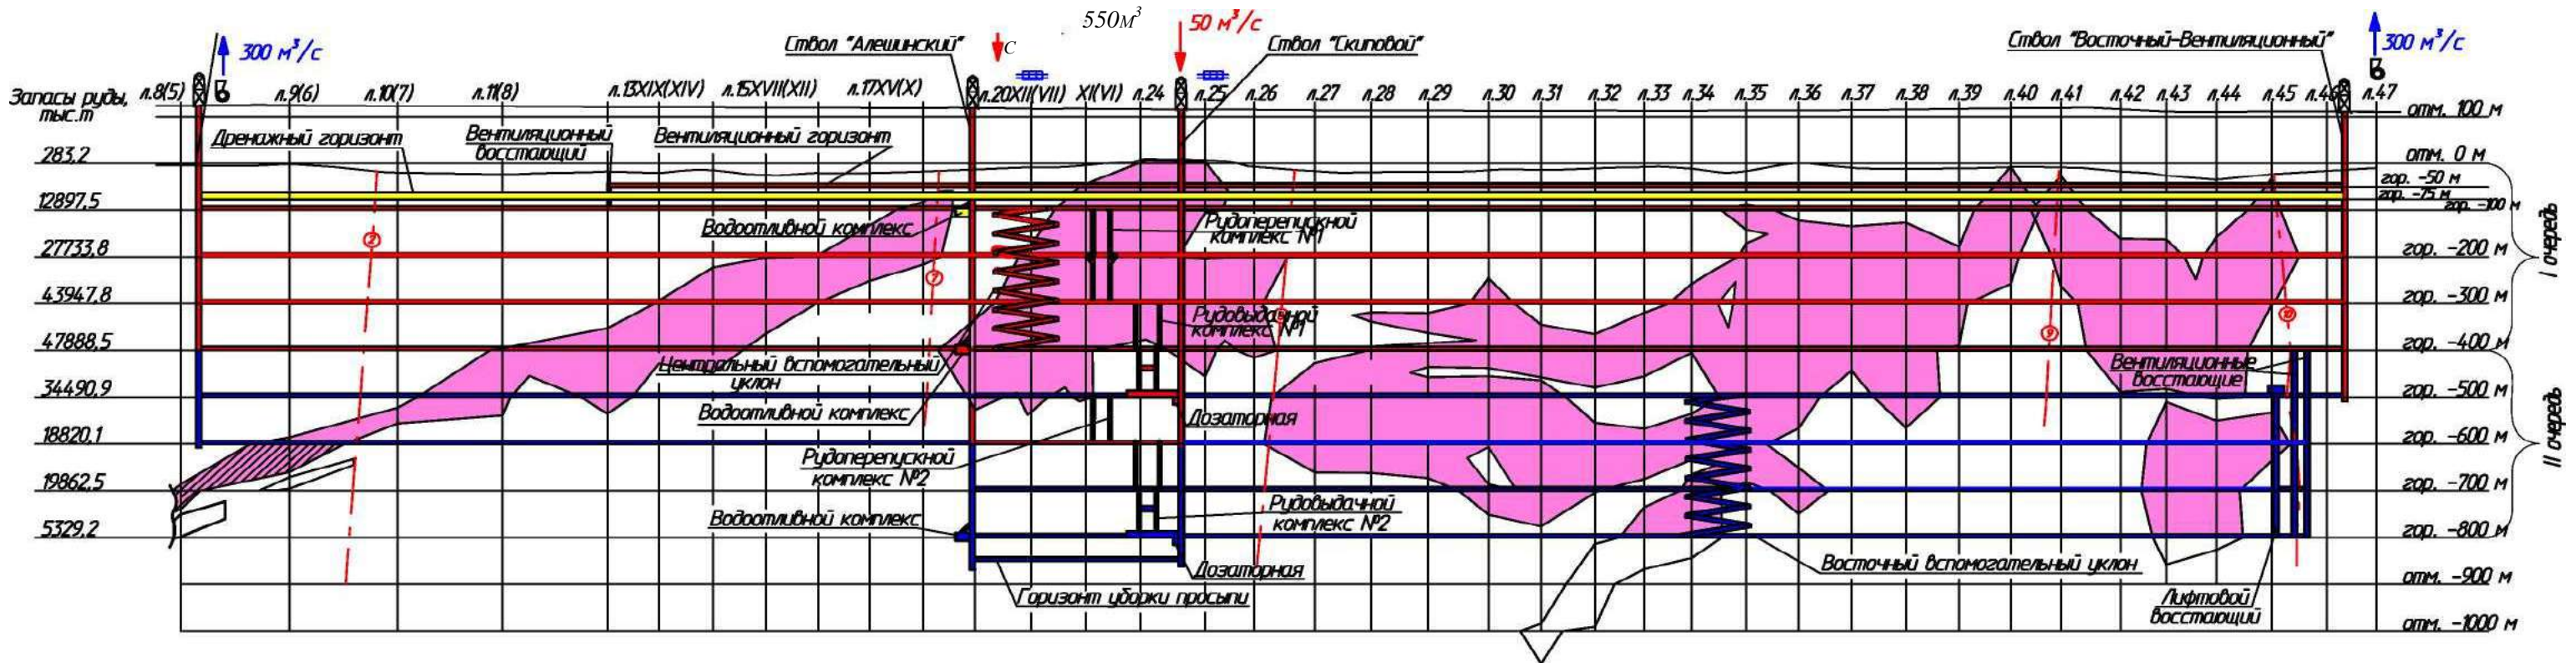 550м³
300 м³/с
Ствол "Алешинский"
с
50 м³/с
Ствол "Скиповой"
Ствол "Восточный-Вентиляционный"
300 м³/с
Запасы руды,
тыс.т
л.8(5)
л.9(6)
л.10(7)
л.11(8)
л.13XIX(XIV)
л.15XVII(XII)
л.17XV(X)
л.20XII(VII)
XI(VI)
л.24
л.25
л.26
л.27
л.28
л.29
л.30
л.31
л.32
л.33
л.34
л.35
л.36
л.37
л.38
л.39
л.40
л.41
л.42
л.43
л.44
л.45
л.46
л.47
отм. 100 м
Дренажный горизонт
Вентиляционный
восстающий
Вентиляционный горизонт
283,2
отм. 0 м
гор. -50 м
гор. -75 м
12897,5
гор. -100 м
Водоотливной комплекс
Рудоперепускной
комплекс №1
I очередь
27733,8
гор. -200 м
2
7
43947,8
гор. -300 м
Рудовыдачной
комплекс №1
9
10
47888,5
гор. -400 м
Центральный вспомогательный
уклон
Вентиляционные
восстающие
34490,9
гор. -500 м
Водоотливной комплекс
Дозаторная
18820,1
гор. -600 м
II очередь
Рудоперепускной
комплекс №2
19862,5
гор. -700 м
Водоотливной комплекс
Рудовыдачной
комплекс №2
5329,2
гор. -800 м
Дозаторная
Восточный вспомогательный уклон
отм. -900 м
Горизонт уборки просыпи
Лифтовой
восстающий
отм. -1000 м